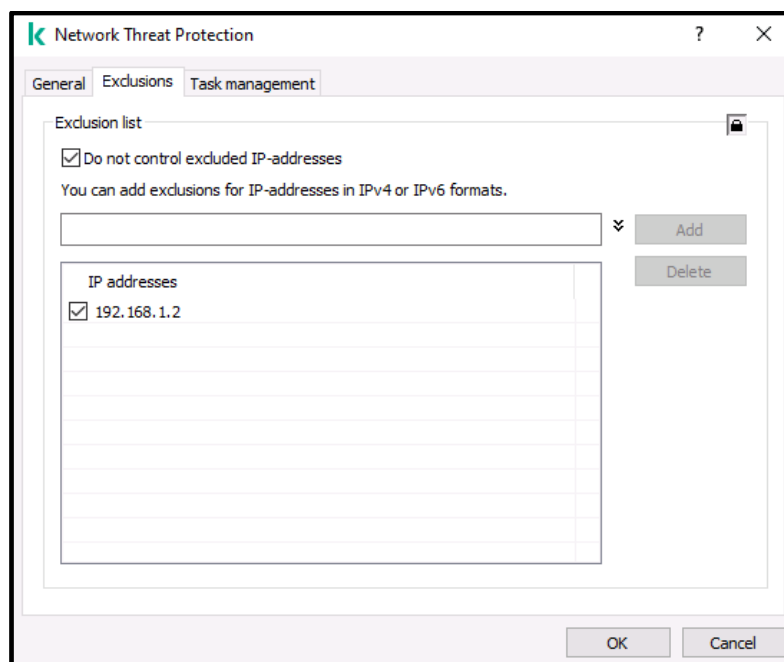 Network Threat Protection
General Exclusions Task management
Exclusion list
Do not control excluded IP-addresses
You can add exclusions for IP-addresses in IPv4 or IPv6 formats.
Add
Delete
IP addresses
192.168.1.2
OK Cancel